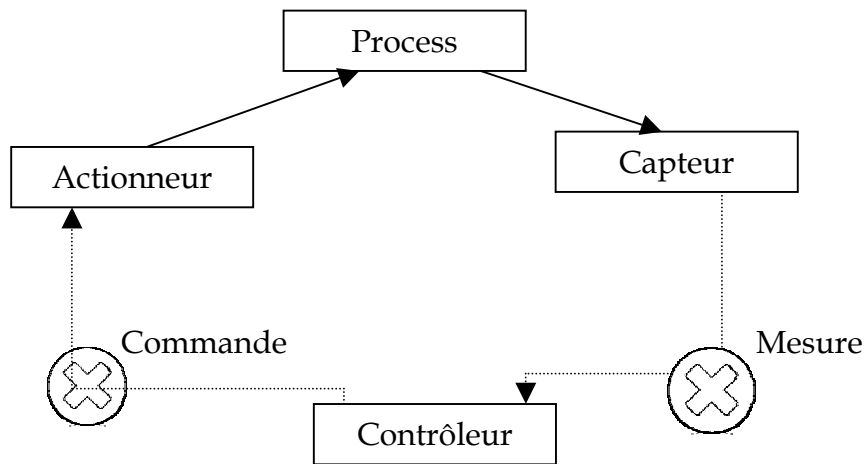 Process
Capteur
Actionneur
Commande
Mesure
Contrôleur